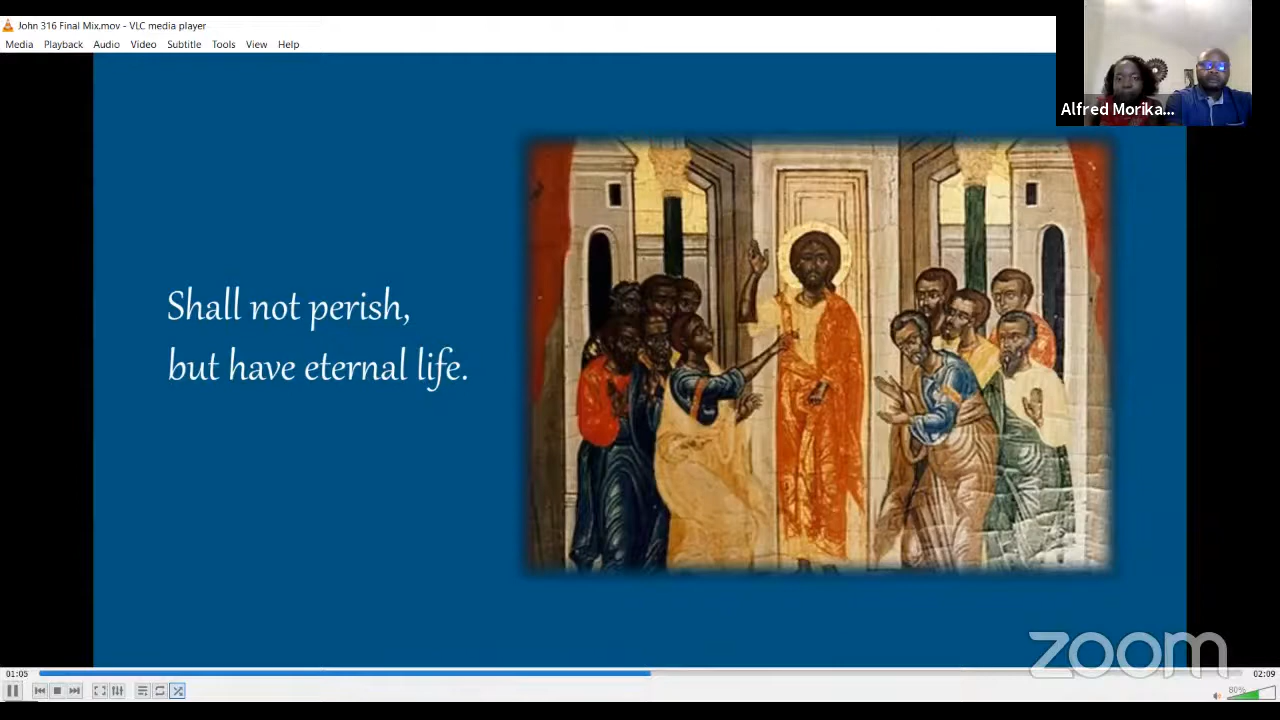 John 316 Final Mix.mov - VLC media player
Media Playback Audio Video Subtitle Tools View Help
Alfred Morika...
Shall not perish,
but have eternal life.
zoom
01:05
02:09
80%